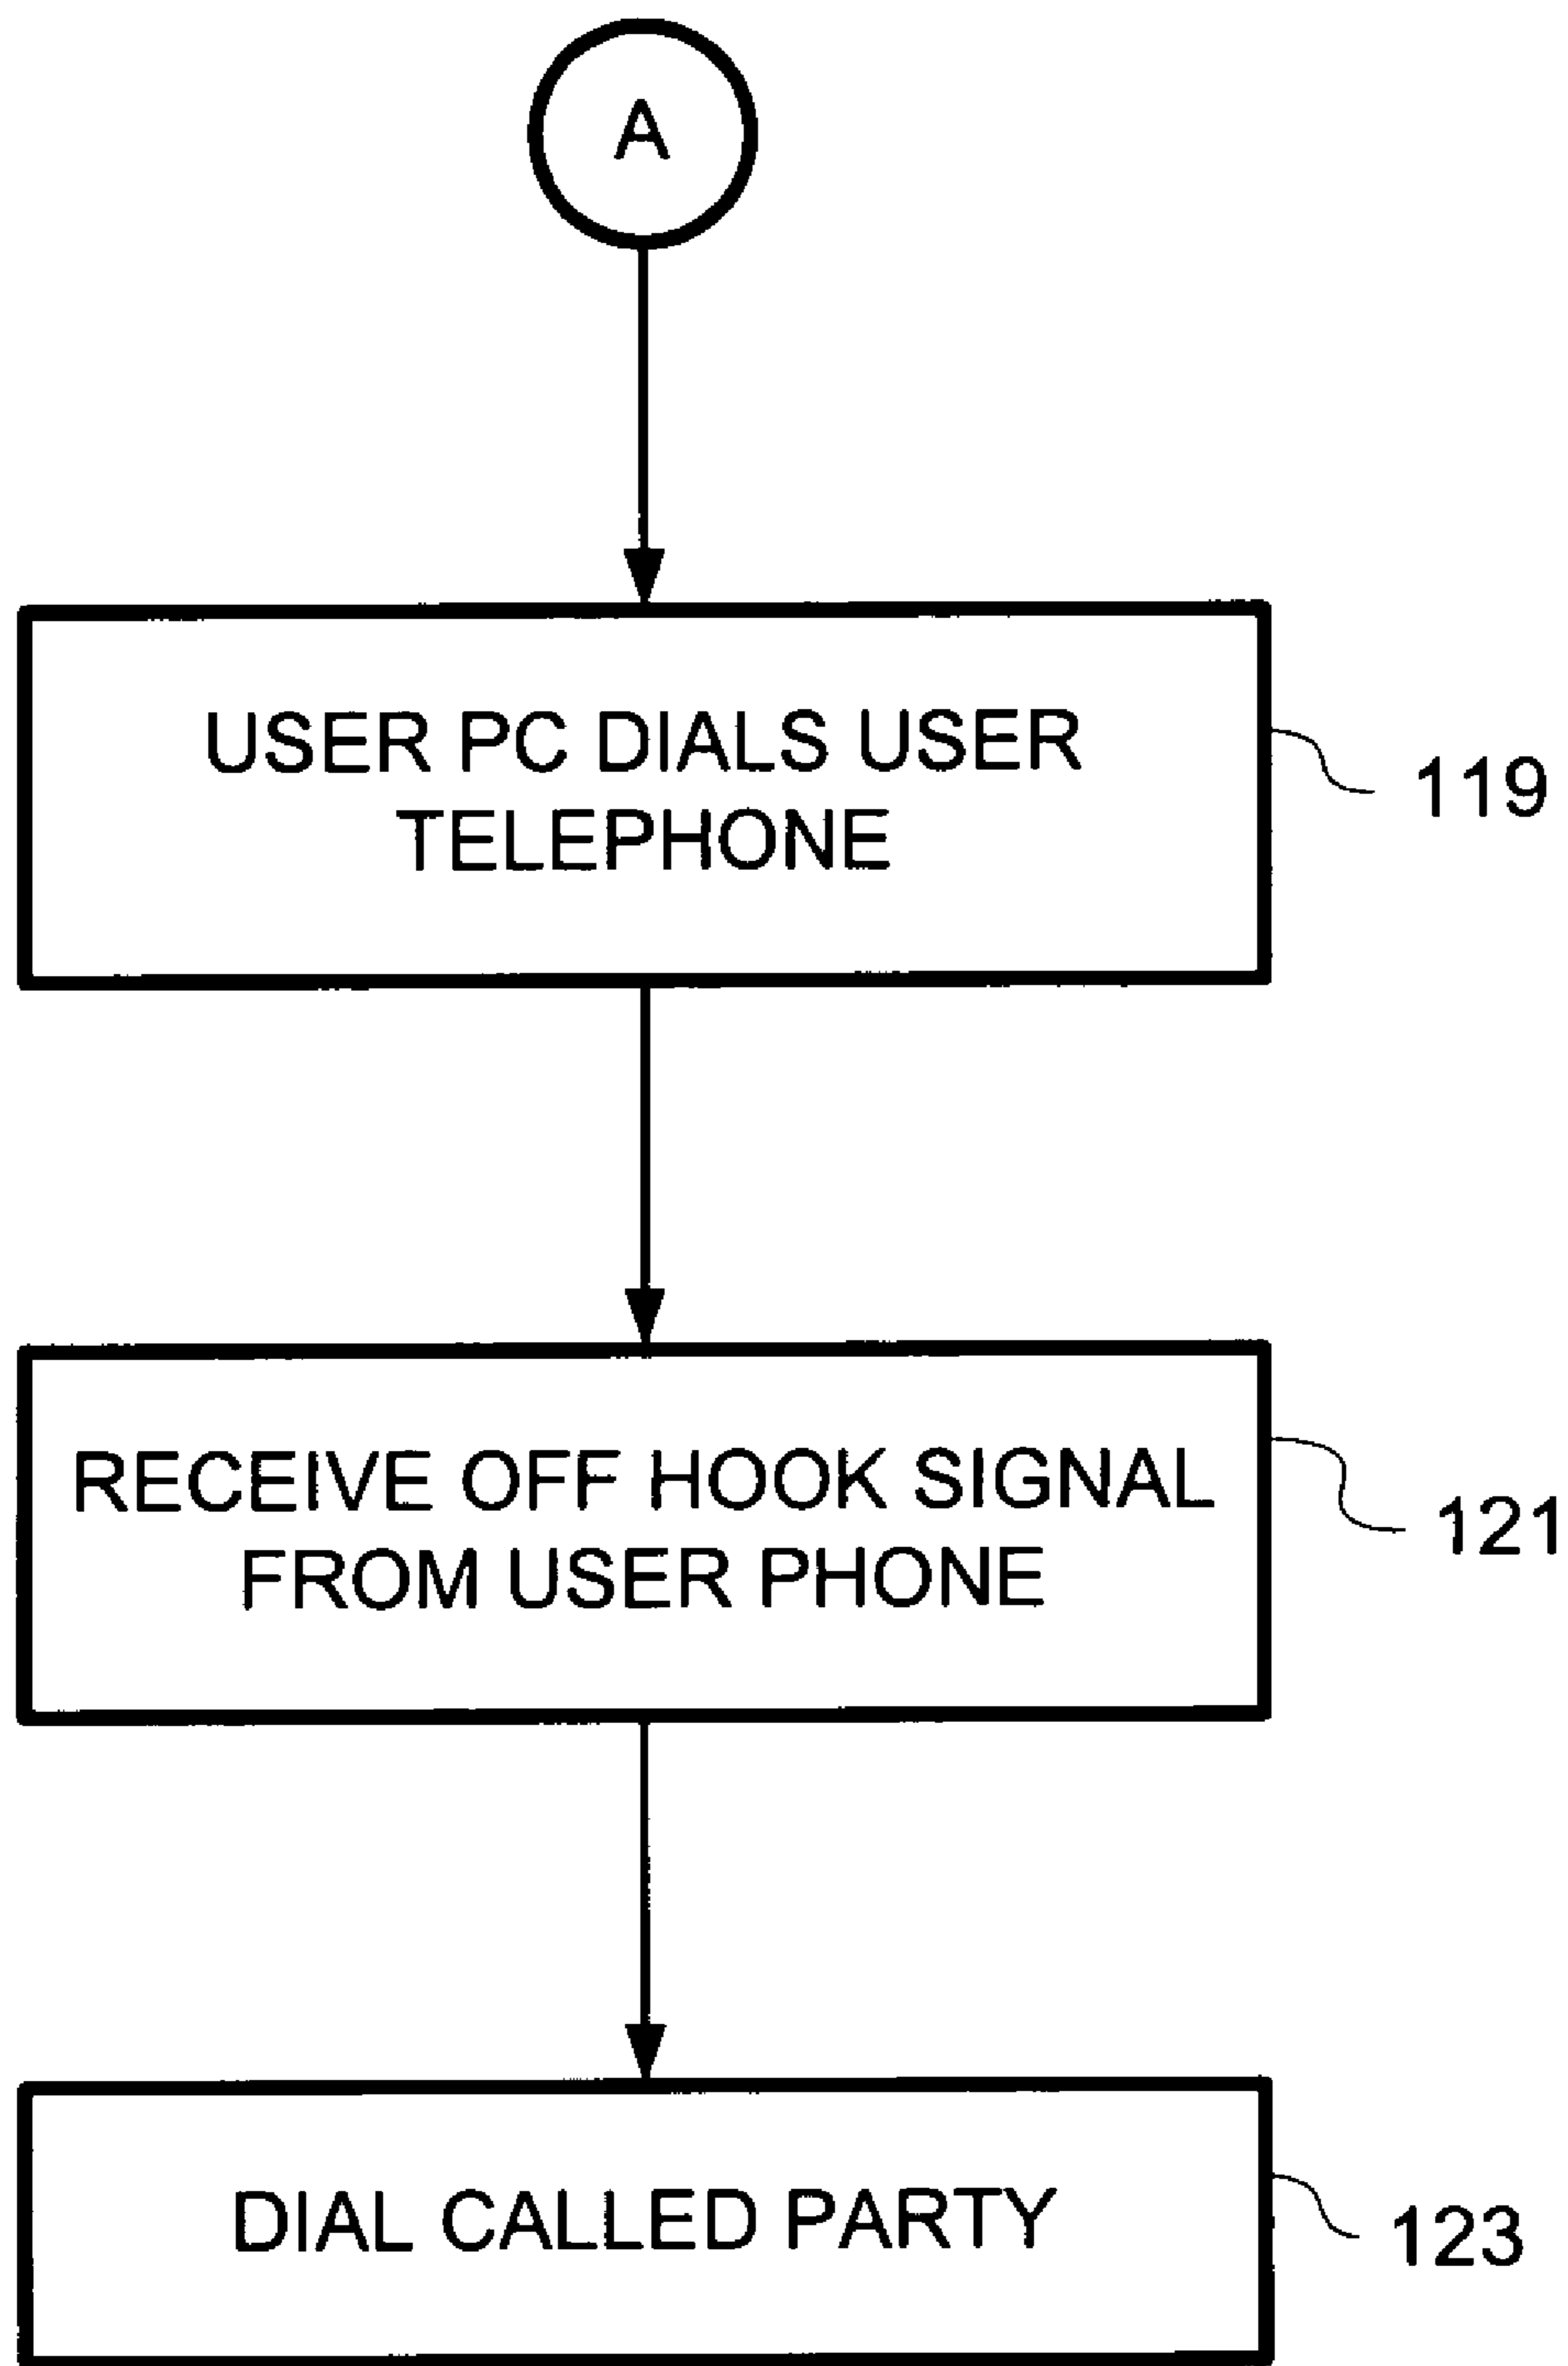 A
USER PC DIALS USER
TELEPHONE
119
RECEIVE OFF HOOK SIGNAL
FROM USER PHONE
121
DIAL CALLED PARTY
123